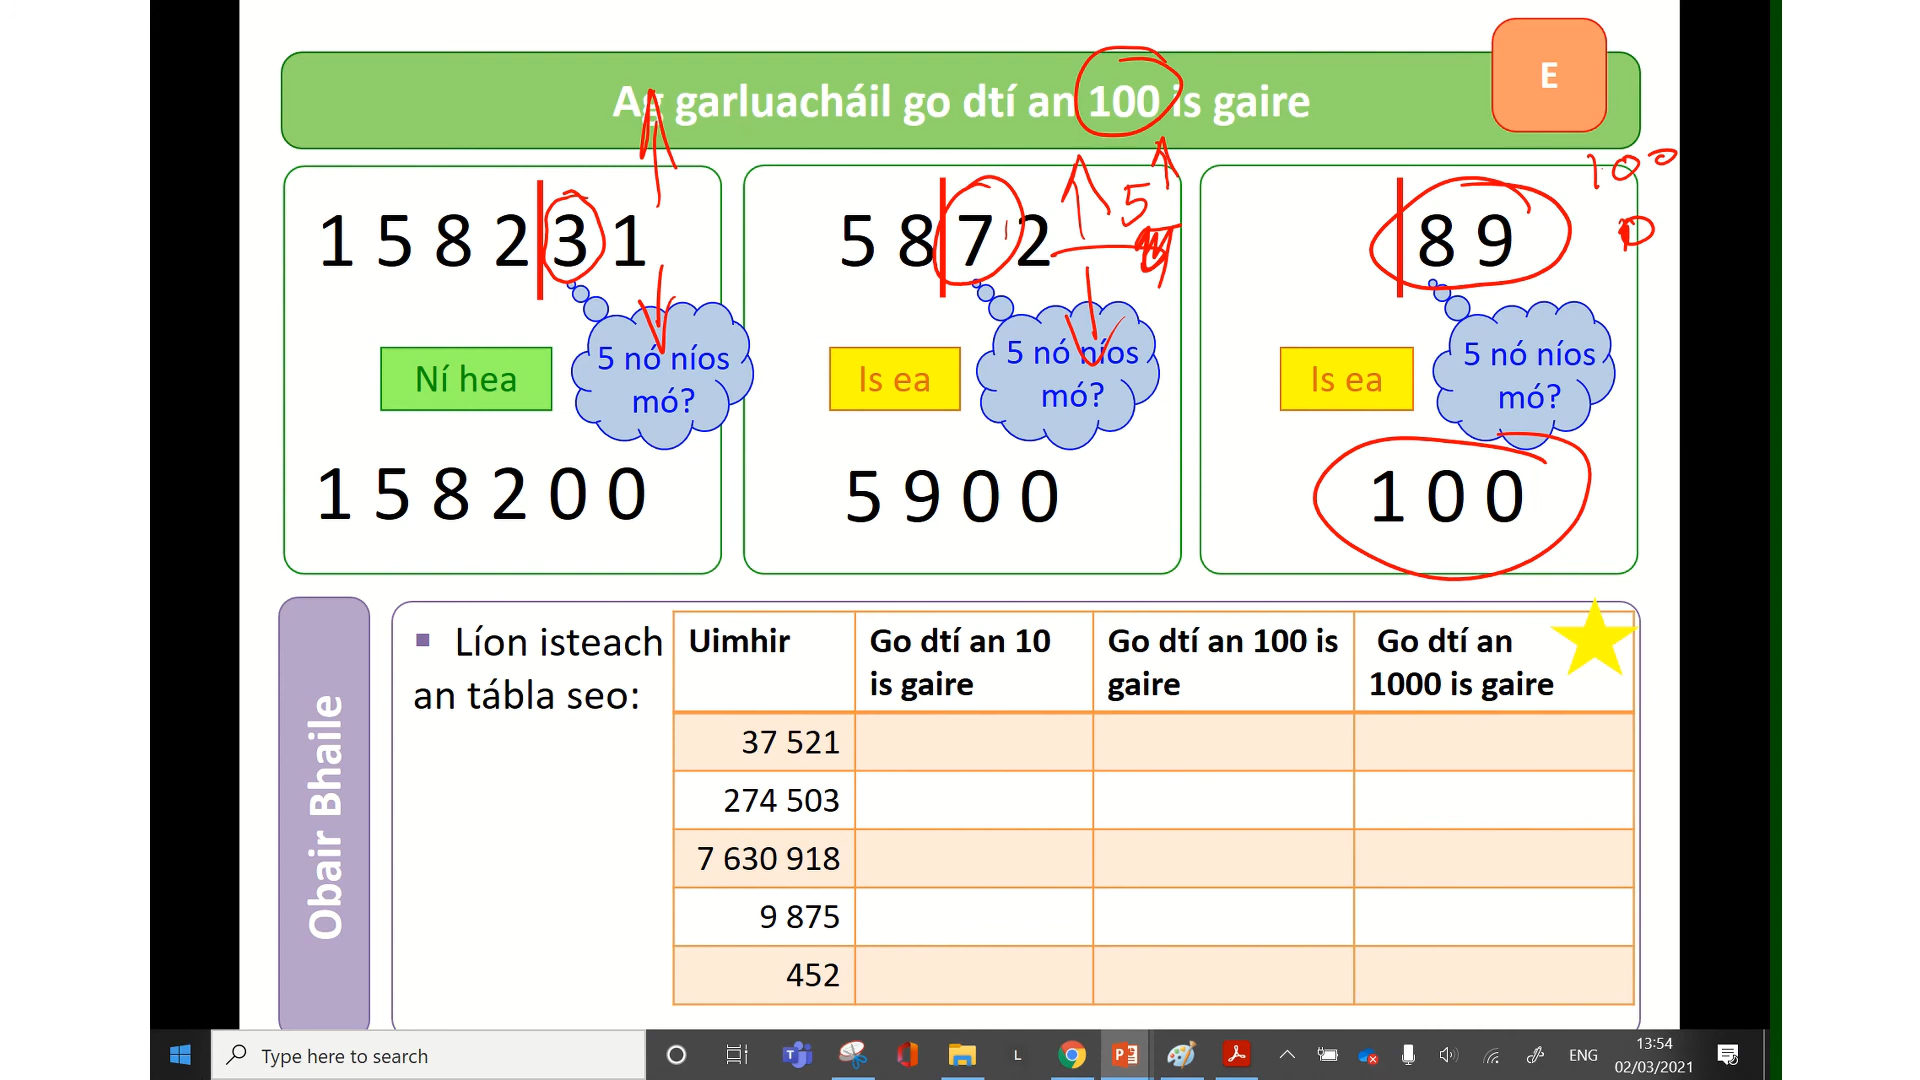 Ag garluacháil go dtí an 100 is gaire
E
100
0
5
1 5 8 2 3 1
5 8 7 2
8 9
5 nó níos
mó?
Ní hea
5 nó níos
mó?
Is ea
5 nó níos
mó?
Is ea
1 5 8 2 0 0
5 9 0 0
1 0 0
Obair Bhaile
Líon isteach
an tábla seo:
Uimhir Go dtí an 10 is gaire Go dtí an 100 is gaire Go dtí an 1000 is gaire
37 521
274 503
7 630 918
9 875
452
Type here to search
L
ENG
13:54
02/03/2021